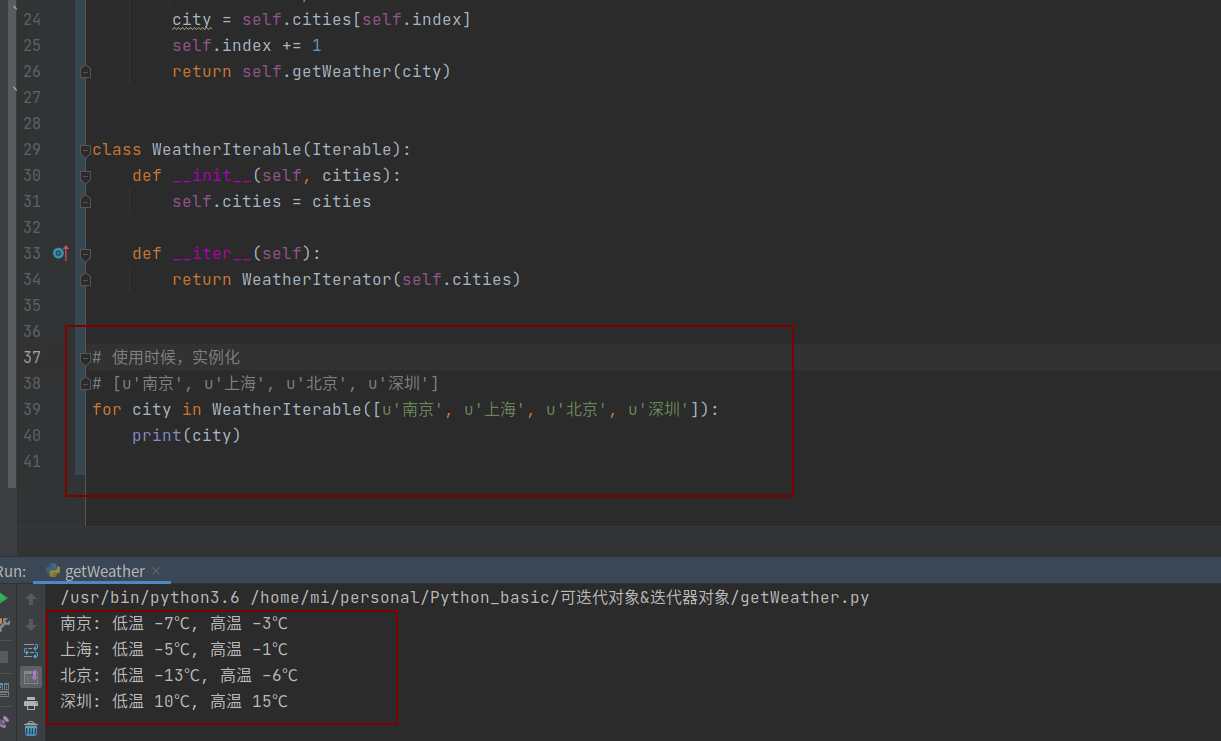 24 city = self.cities[self.index]
25 self.index += 1
26 return self.getWeather(city)
27
28
29 class WeatherIterable(Iterable):
30 def __init__(self, cities):
31 self.cities = cities
32
33 def __iter__(self):
34 return WeatherIterator(self.cities)
35
36
37 # 使用时候，实例化
38 # [u'南京', u'上海', u'北京', u'深圳']
39 for city in WeatherIterable([u'南京', u'上海', u'北京', u'深圳']):
40 print(city)
41
Run: getWeather ×
/usr/bin/python3.6 /home/mi/personal/Python_basic/可迭代对象&迭代器对象/getWeather.py
南京: 低温 -7℃, 高温 -3℃
上海: 低温 -5℃, 高温 -1℃
北京: 低温 -13℃, 高温 -6℃
深圳: 低温 10℃, 高温 15℃